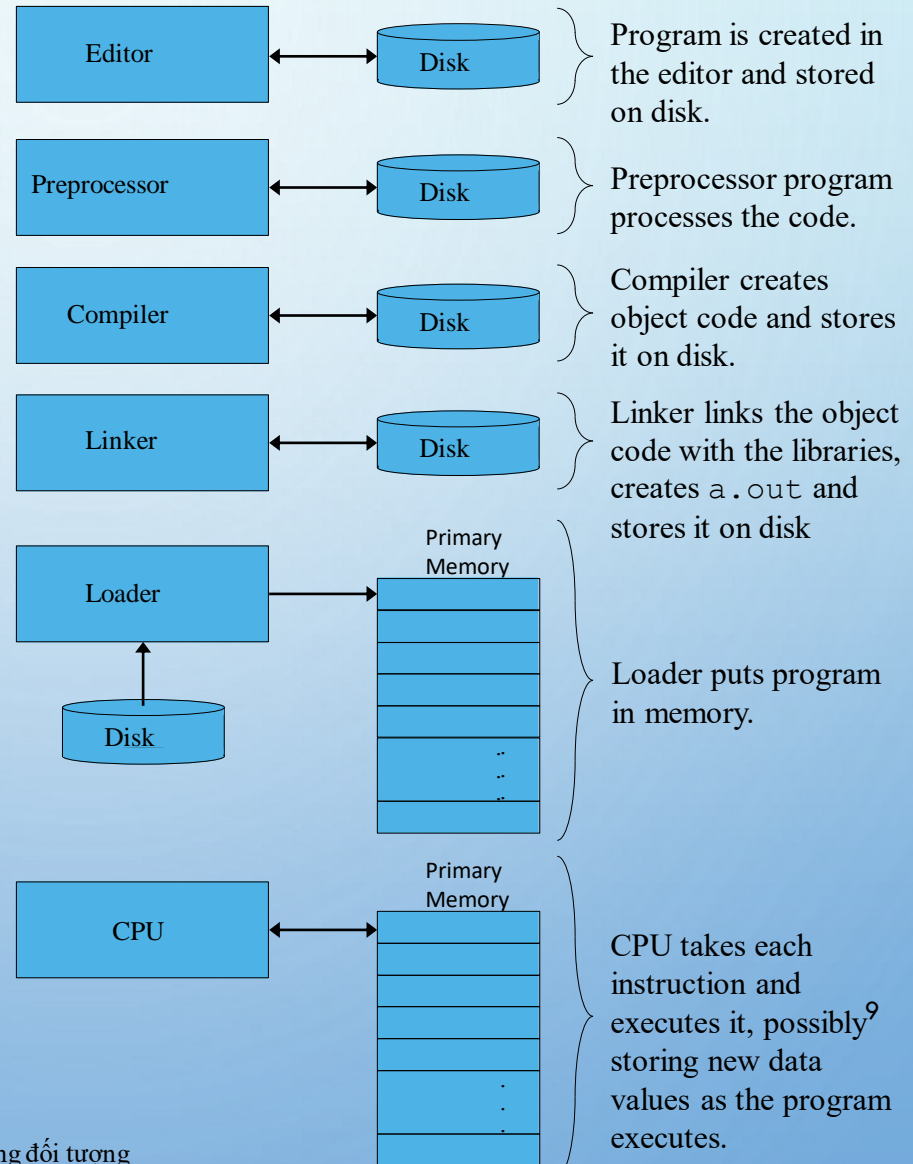 Editor
Disk
Program is created in
the editor and stored
on disk.
Preprocessor
Disk
Preprocessor program
processes the code.
Compiler
Disk
Compiler creates
object code and stores
it on disk.
Linker
Disk
Linker links the object
code with the libraries,
creates a.out and
stores it on disk
Primary
Memory
Loader
Disk
Loader puts program
in memory.
Primary
Memory
CPU
CPU takes each
instruction and
executes it, possibly
9
storing new data
values as the program
executes.
ng đối tương